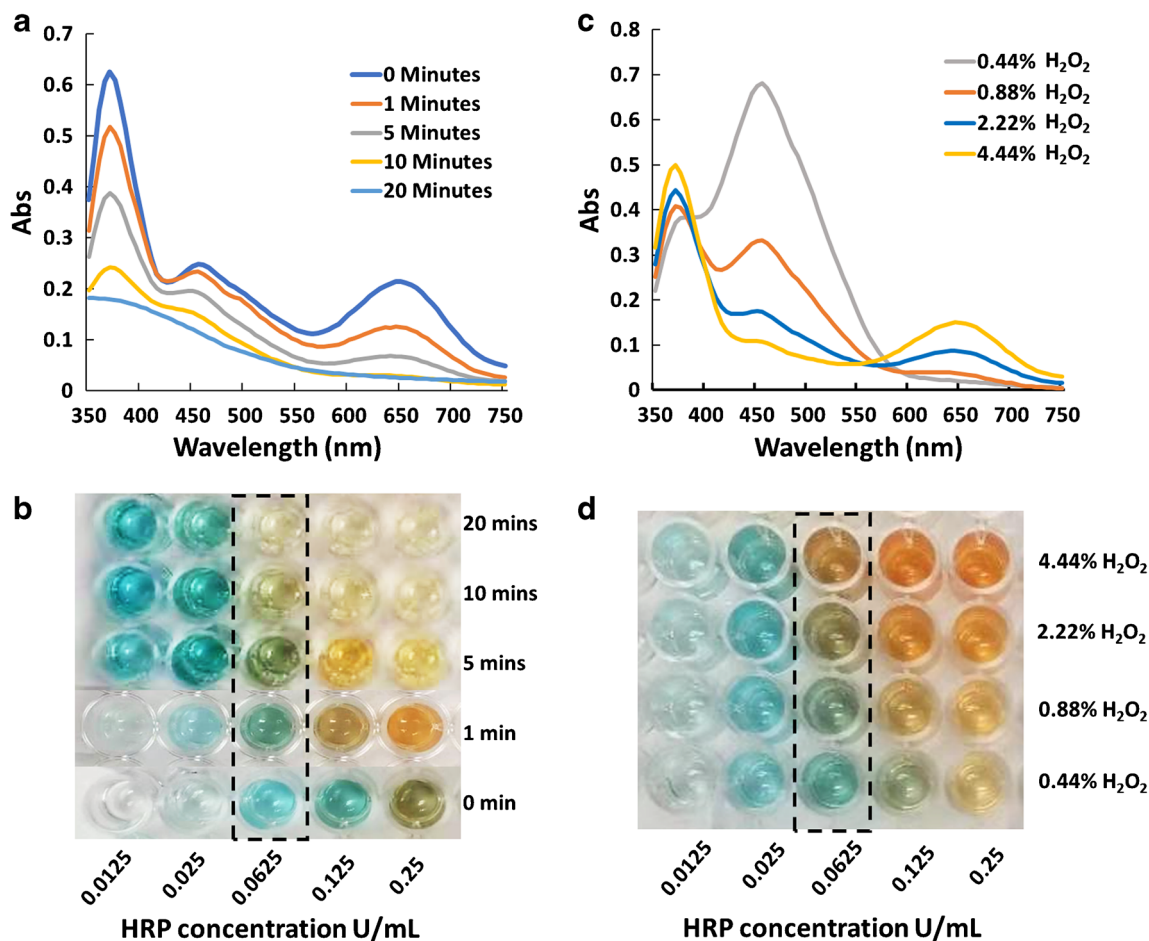 a
0.7
0.6
0.5
0.4
0.3
0.2
0.1
0
Abs
350 400 450 500 550 600 650 700 750
Wavelength (nm)
0 Minutes
1 Minutes
5 Minutes
10 Minutes
20 Minutes
c
0.8
0.7
0.6
0.5
0.4
0.3
0.2
0.1
0
Abs
350 400 450 500 550 600 650 700 750
Wavelength (nm)
0.44% H₂O₂
0.88% H₂O₂
2.22% H₂O₂
4.44% H₂O₂
b
20 mins
10 mins
5 mins
1 min
0 min
0.0125 0.025 0.0625 0.125 0.25
HRP concentration U/mL
d
4.44% H₂O₂
2.22% H₂O₂
0.88% H₂O₂
0.44% H₂O₂
0.0125 0.025 0.0625 0.125 0.25
HRP concentration U/mL